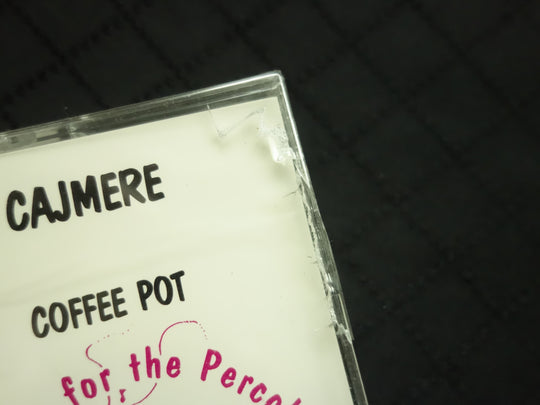 CAJMERE
COFFEE POT
for the